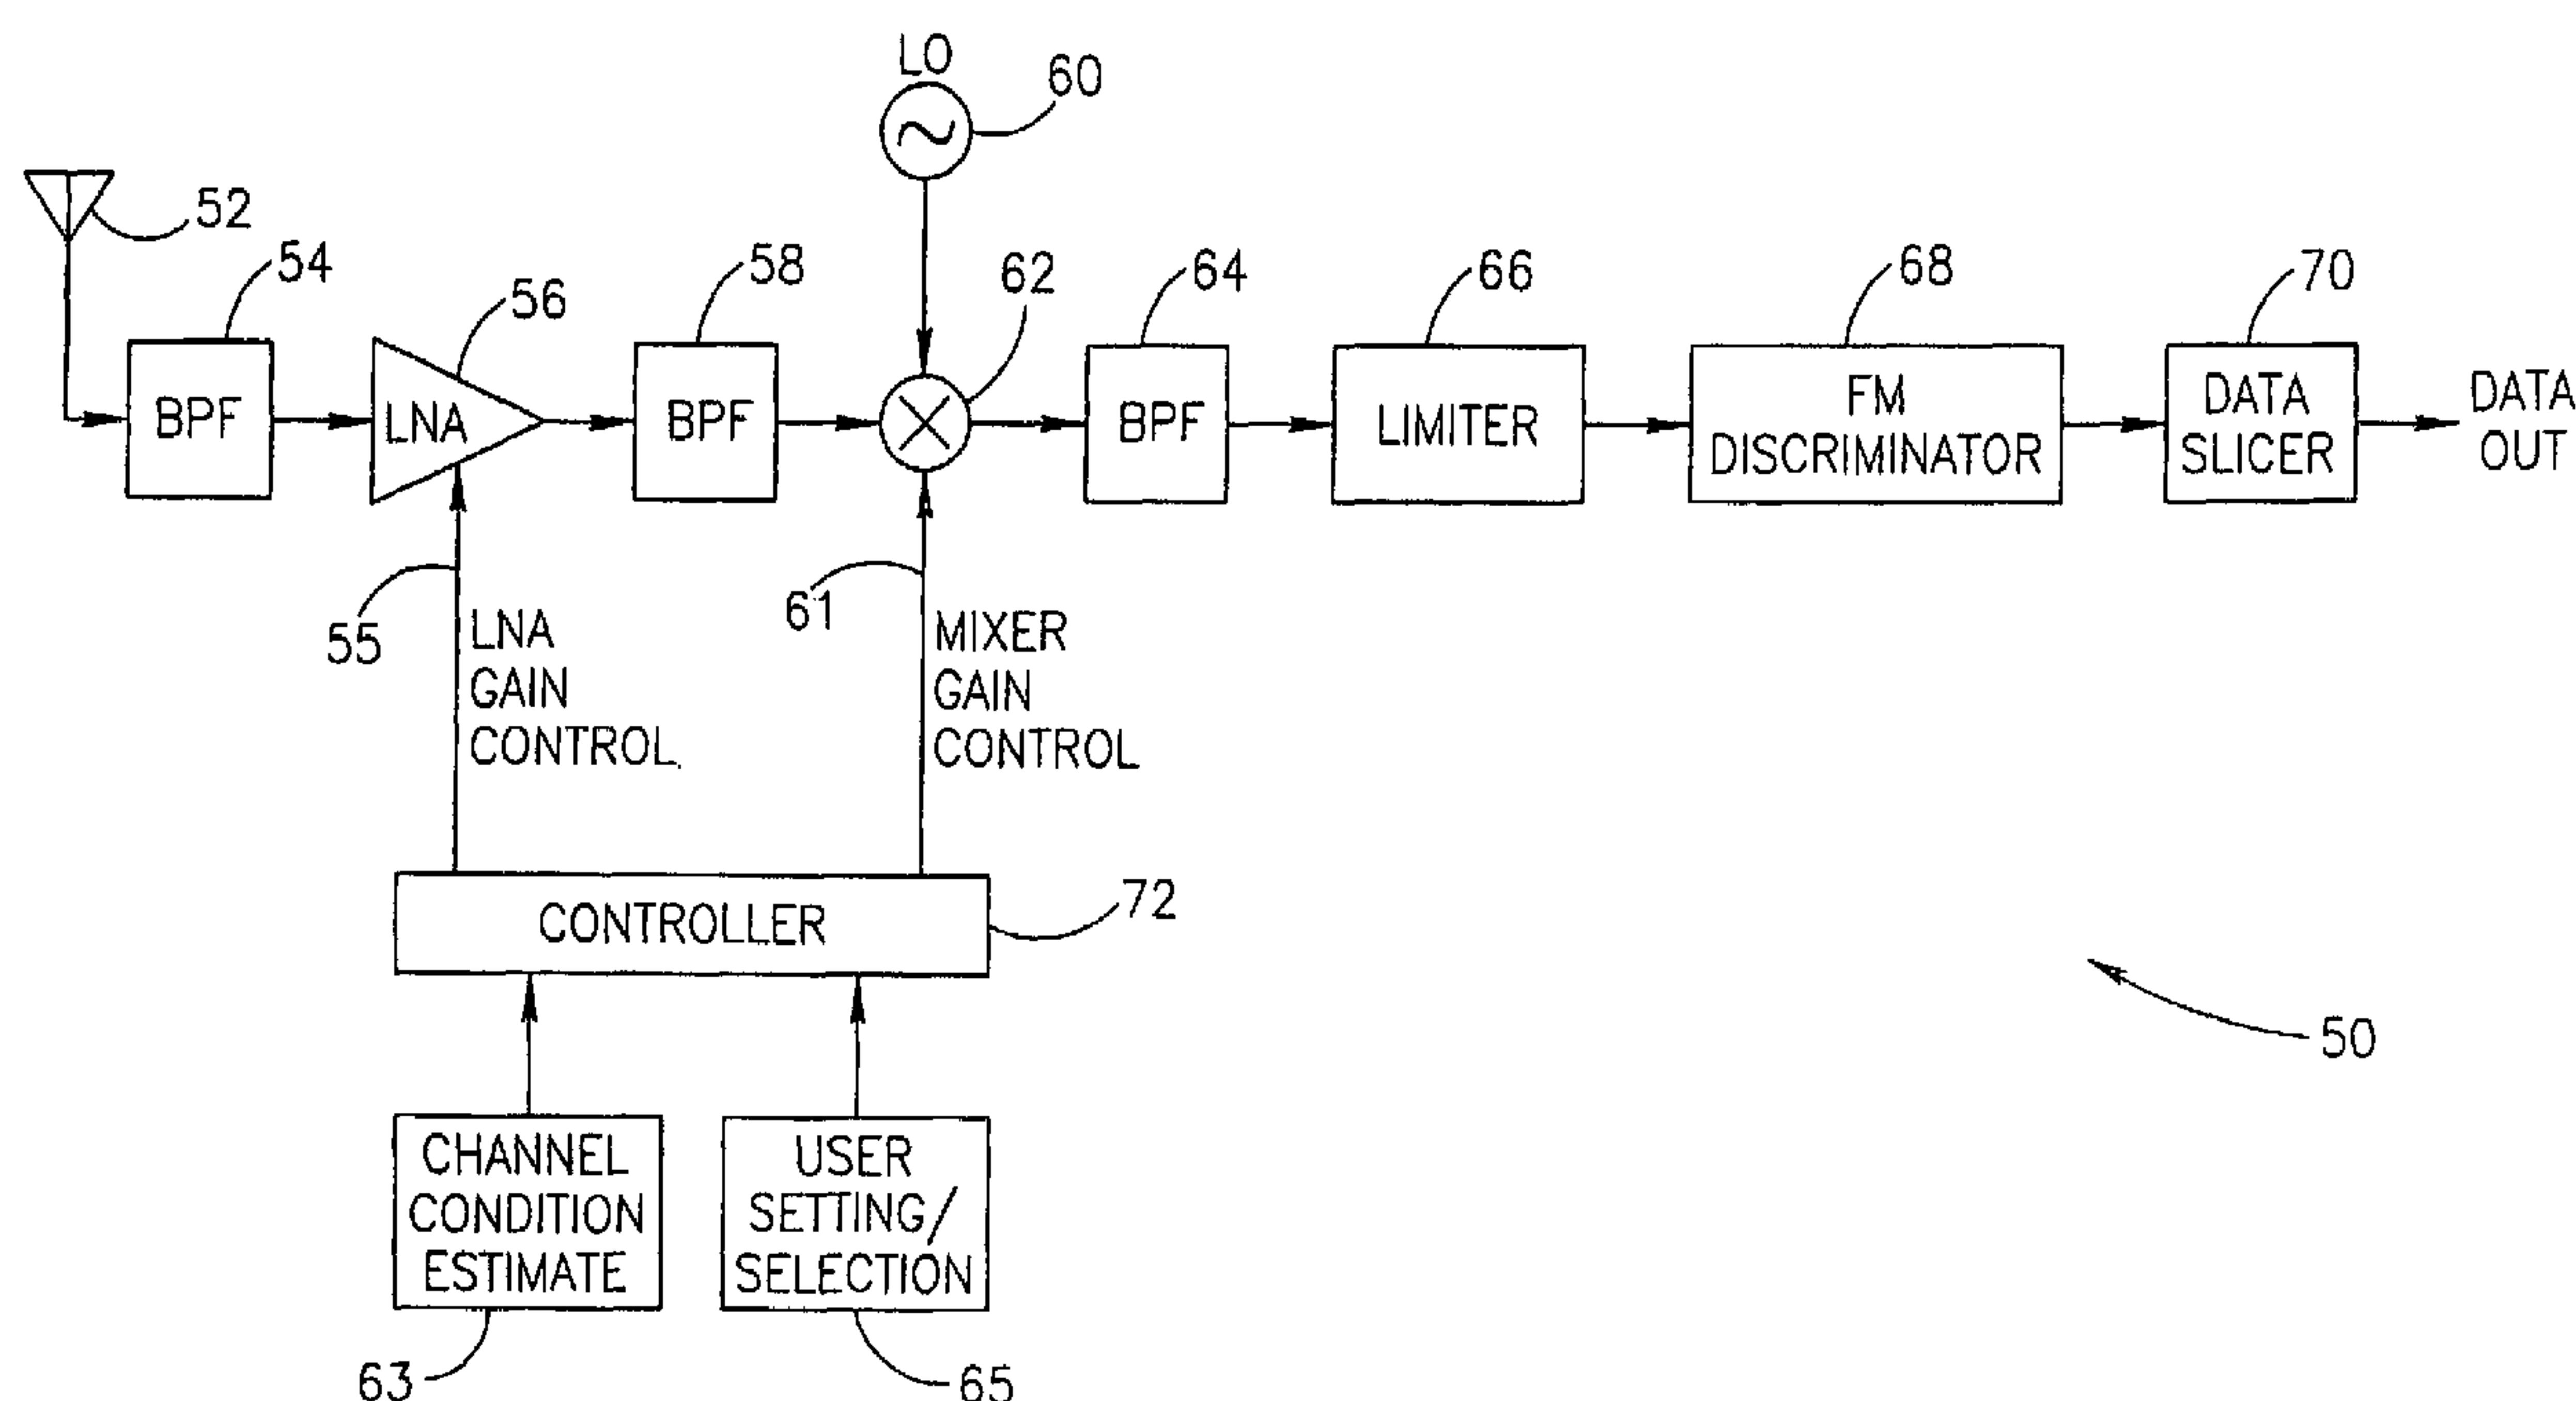 LO
60
52
54
56
58
62
64
66
68
70
BPF
LNA
BPF
BPF
LIMITER
FM
DISCRIMINATOR
DATA
SLICER
DATA
OUT
55
LNA
GAIN
CONTROL
61
MIXER
GAIN
CONTROL
CONTROLLER
72
50
CHANNEL
CONDITION
ESTIMATE
USER
SETTING/
SELECTION
63
65